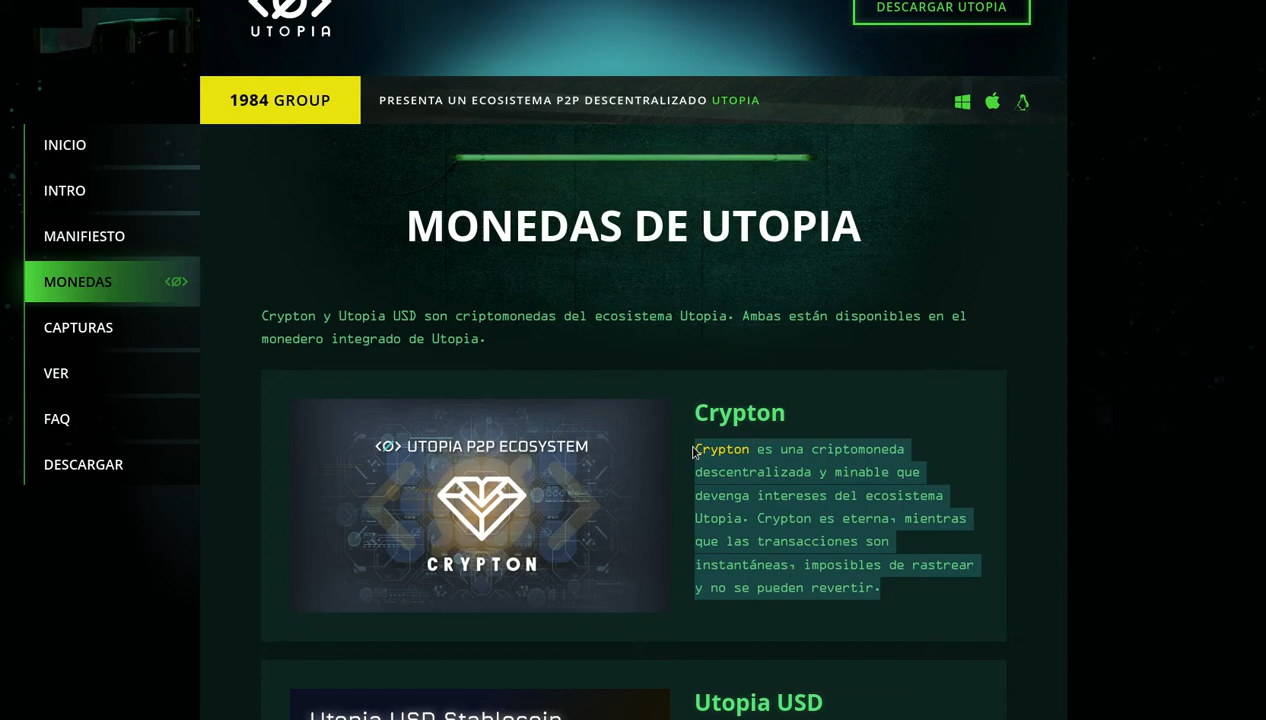 UTOPIA
DESCARGAR UTOPIA
1984 GROUP
PRESENTA UN ECOSISTEMA P2P DESCENTRALIZADO UTOPIA
INICIO
INTRO
MANIFIESTO
MONEDAS
CAPTURAS
VER
FAQ
DESCARGAR
MONEDAS DE UTOPIA
Crypton y Utopia USD son criptomonedas del ecosistema Utopia. Ambas están disponibles en el
monedero integrado de Utopia.
UTOPIA P2P ECOSYSTEM
CRYPTON
Crypton
Crypton es una criptomoneda
descentralizada y minable que
devenga intereses del ecosistema
Utopia. Crypton es eterna, mientras
que las transacciones son
instantáneas, imposibles de rastrear
y no se pueden revertir.
Utopia USD Stablecoin
Utopia USD